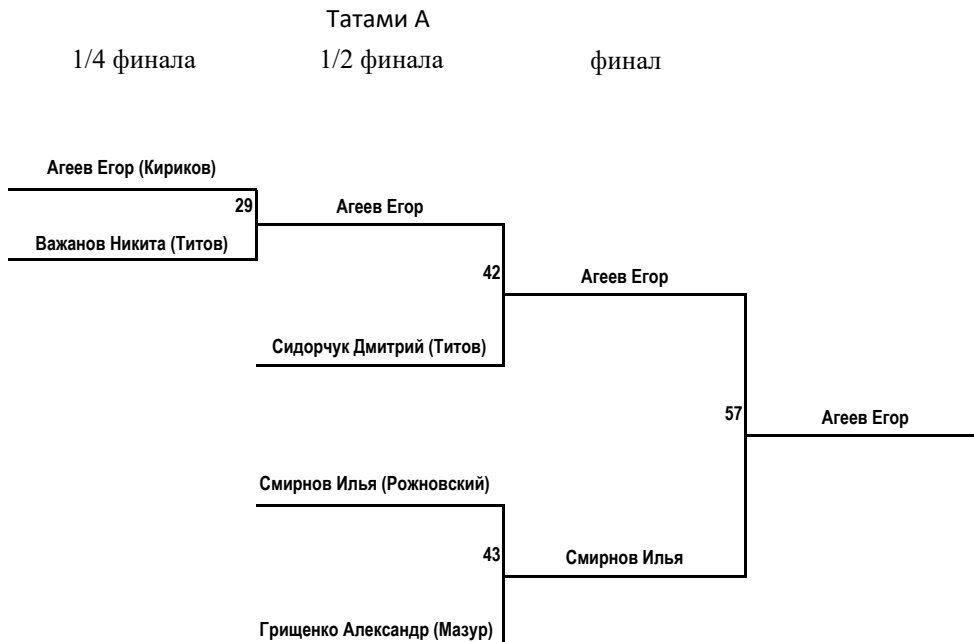 Татами А
1/4 финала 1/2 финала финал
Агеев Егор (Кириков)
29 Агеев Егор
Важанов Никита (Титов)
42 Агеев Егор
Сидорчук Дмитрий (Титов)
57 Агеев Егор
Смирнов Илья (Рожновский)
43 Смирнов Илья
Грищенко Александр (Мазур)